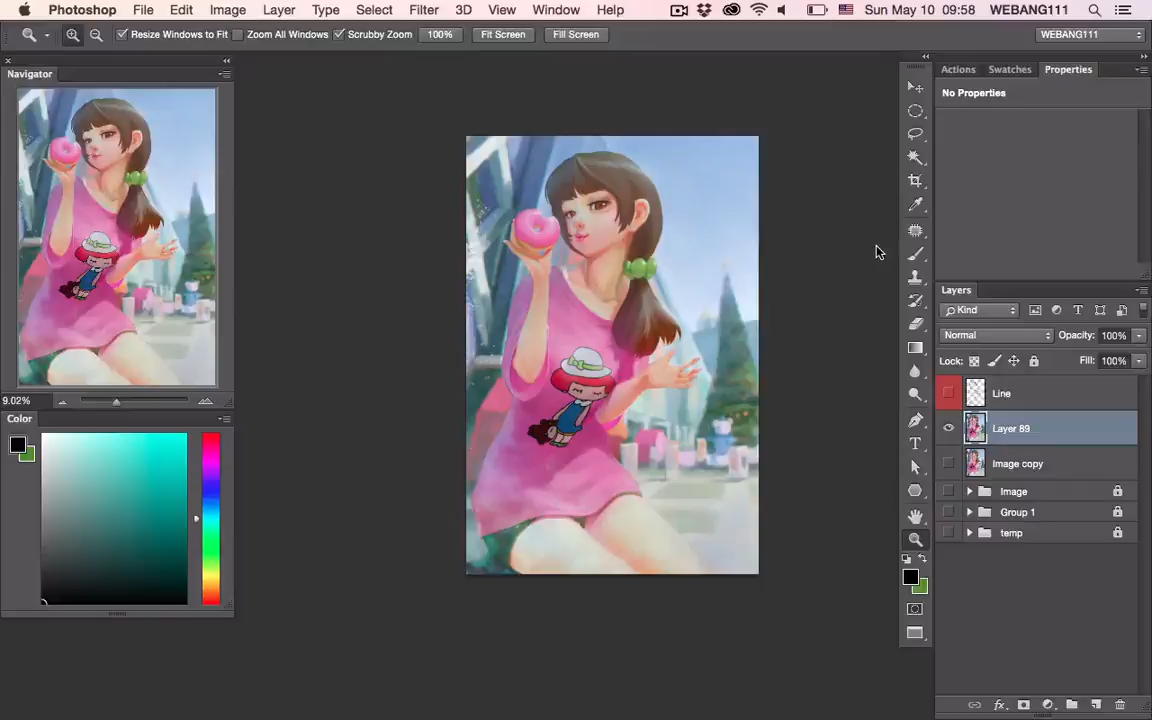 Photoshop File Edit Image Layer Type Select Filter 3D View Window Help Sun May 10 09:58 WEBANG111
Resize Windows to Fit Zoom All Windows Scrubby Zoom 100% Fit Screen Fill Screen WEBANG111
Navigator
9.02%
Color
Actions Swatches Properties
No Properties
Layers
Kind
Normal Opacity: 100%
Lock: Fill: 100%
Line
Layer 89
Image copy
Image
Group 1
temp